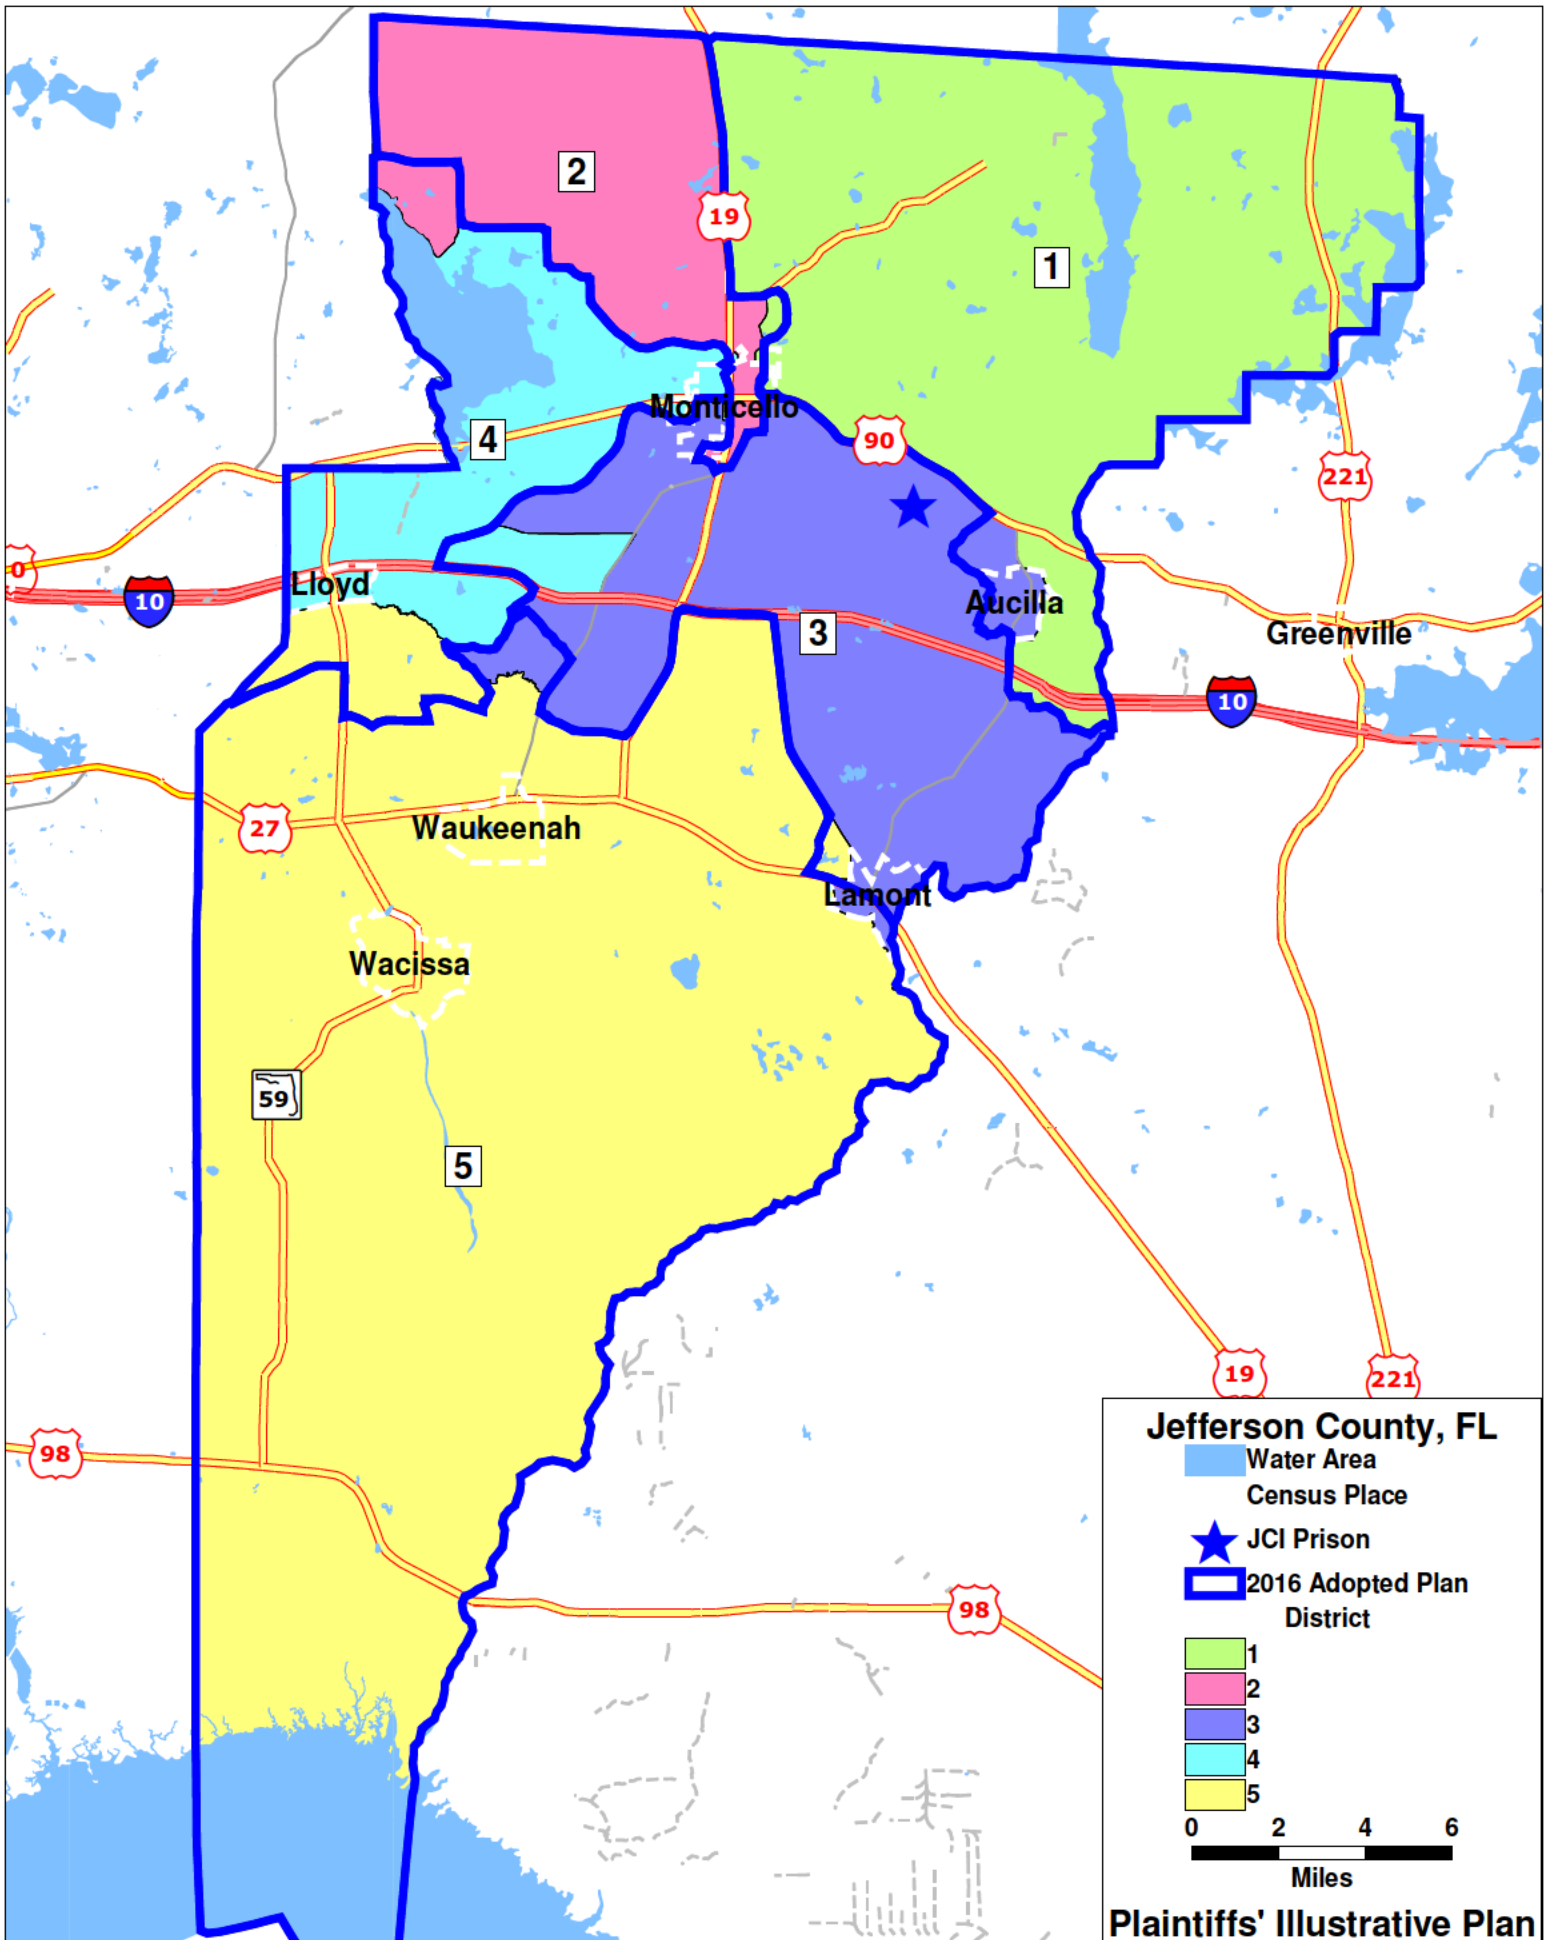 2
19
1
Monticello
4
90
221
0
10
Lloyd
Aucilla
3
Greenville
10
27
Waukeenah
Lamont
Wacissa
59
5
19
221
98
98
Jefferson County, FL
Water Area
Census Place
JCI Prison
2016 Adopted Plan
District
1
2
3
4
5
0 2 4 6
Miles
Plaintiffs' Illustrative Plan